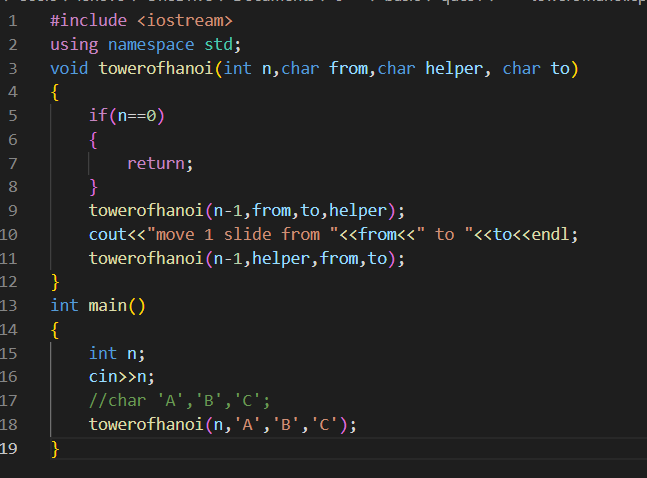 1 #include <iostream>
2 using namespace std;
3 void towerofhanoi(int n,char from,char helper, char to)
4 {
5 if(n==0)
6 {
7 return;
8 }
9 towerofhanoi(n-1,from,to,helper);
10 cout<<"move 1 slide from "<<from<<" to "<<to<<endl;
11 towerofhanoi(n-1,helper,from,to);
12 }
13 int main()
14 {
15 int n;
16 cin>>n;
17 //char 'A','B','C';
18 towerofhanoi(n,'A','B','C');
19 }